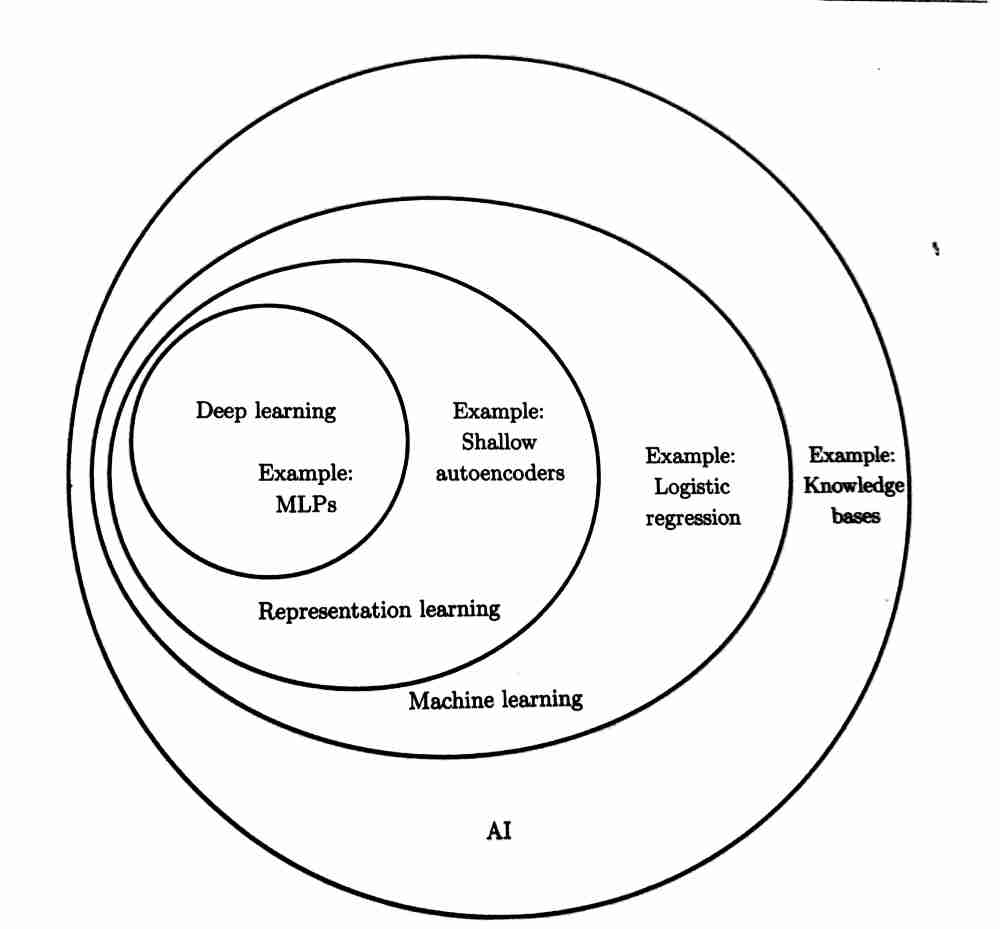 Deep learning
Example:
MLPs
Example:
Shallow
autoencoders
Example:
Logistic
regression
Example:
Knowledge
bases
Representation learning
Machine learning
AI